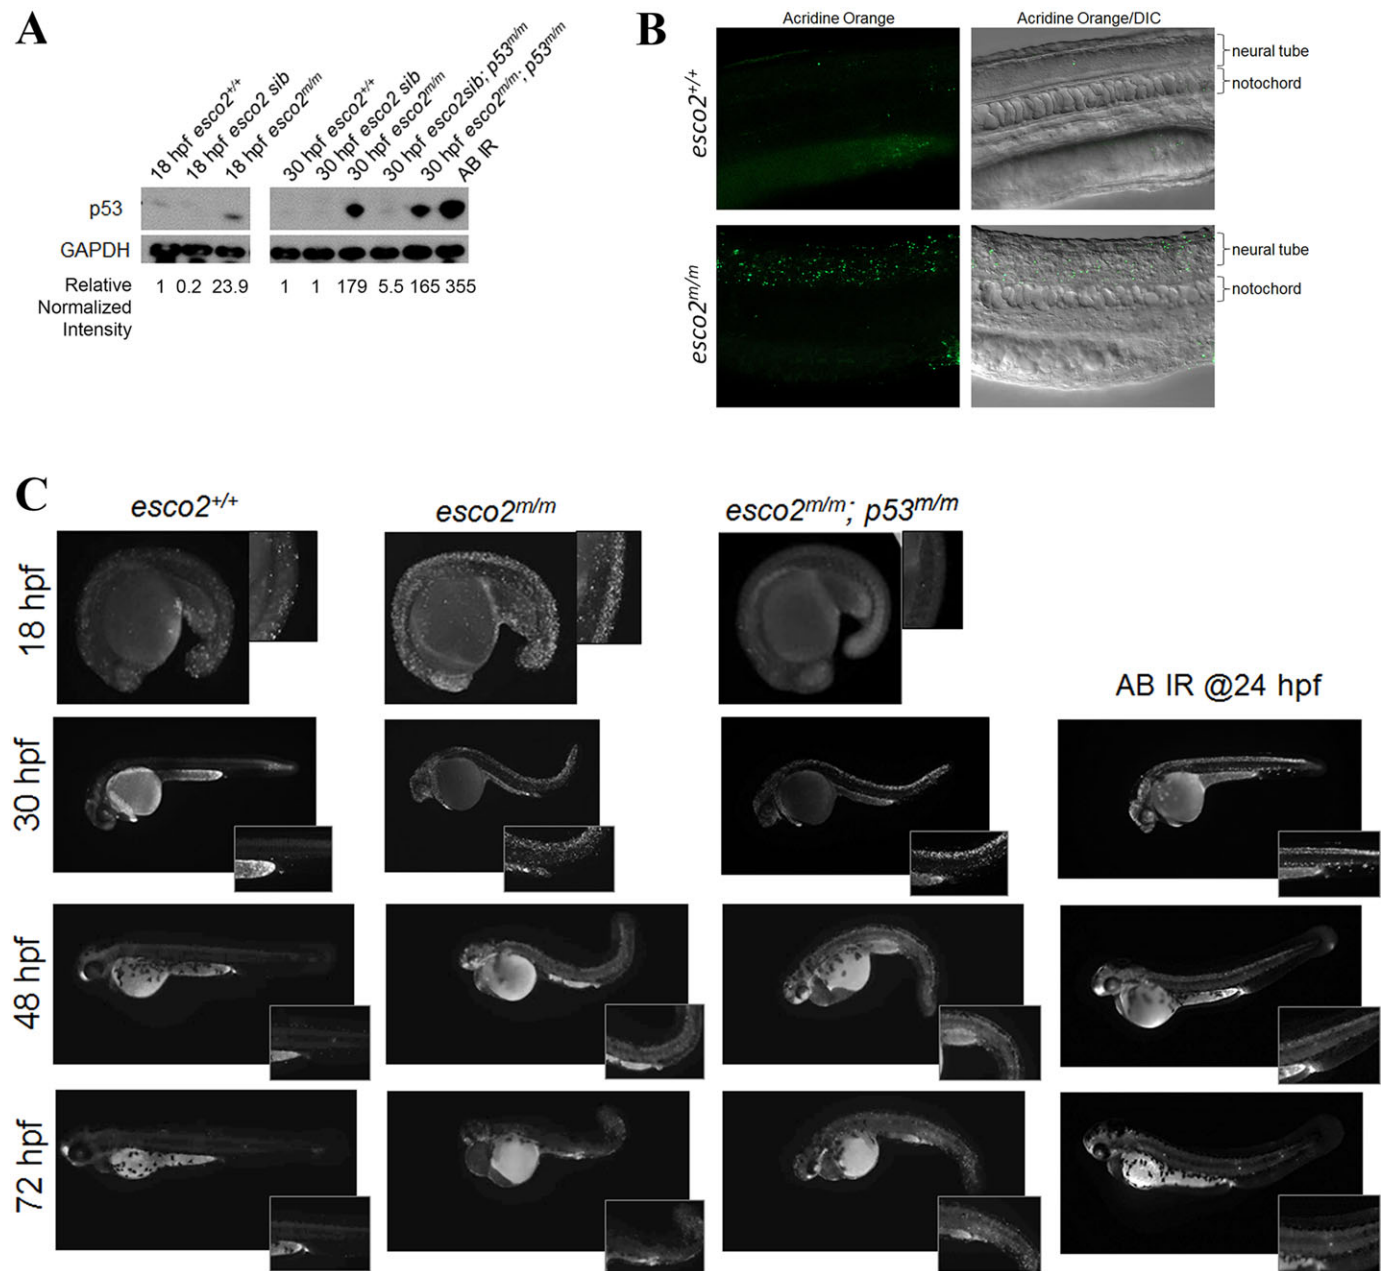 A
18 hpf esco2+/+
18 hpf esco2 sib
18 hpf esco2m/m
30 hpf esco2+/+
30 hpf esco2 sib
30 hpf esco2m/m
30 hpf esco2sib; p53m/m
30 hpf esco2m/m; p53m/m
AB IR
p53
GAPDH
Relative Normalized Intensity
1 0.2 23.9 1 1 179 5.5 165 355
B
Acridine Orange
Acridine Orange/DIC
esco2+/+
neural tube
notochord
esco2m/m
neural tube
notochord
C
esco2+/+
esco2m/m
esco2m/m; p53m/m
18 hpf
AB IR @24 hpf
30 hpf
48 hpf
72 hpf